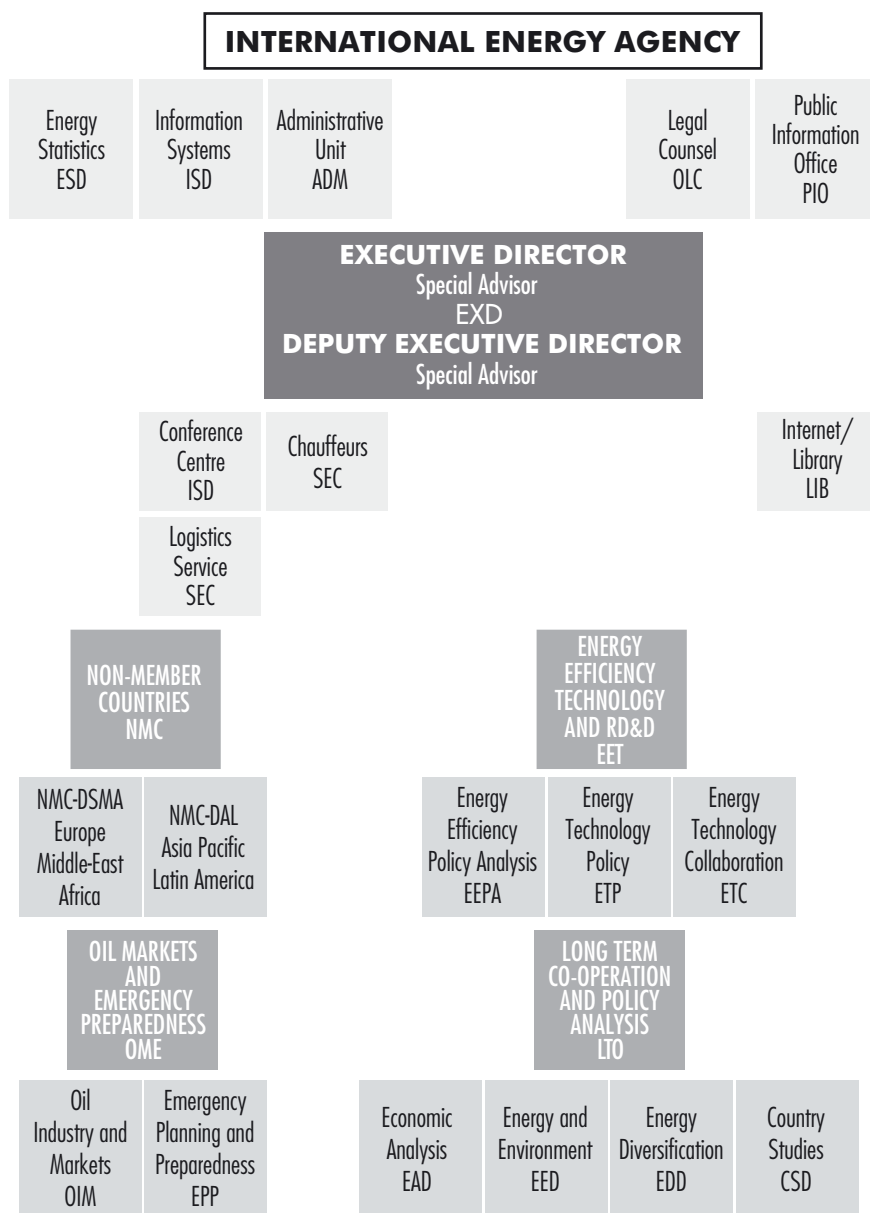 INTERNATIONAL ENERGY AGENCY
Energy
Statistics
ESD
Information
Systems
ISD
Administrative
Unit
ADM
Legal
Counsel
OLC
Public
Information
Office
PIO
EXECUTIVE DIRECTOR
Special Advisor
EXD
DEPUTY EXECUTIVE DIRECTOR
Special Advisor
Conference
Centre
ISD
Chauffeurs
SEC
Internet/
Library
LIB
Logistics
Service
SEC
NON-MEMBER
COUNTRIES
NMC
ENERGY
EFFICIENCY
TECHNOLOGY
AND RD&D
EET
NMC-DSMA
Europe
Middle-East
Africa
NMC-DAL
Asia Pacific
Latin America
Energy
Efficiency
Policy Analysis
EEPA
Energy
Technology
Policy
ETP
Energy
Technology
Collaboration
ETC
OIL MARKETS
AND
EMERGENCY
PREPAREDNESS
OME
LONG TERM
CO-OPERATION
AND POLICY
ANALYSIS
LTO
Oil
Industry and
Markets
OIM
Emergency
Planning and
Preparedness
EPP
Economic
Analysis
EAD
Energy and
Environment
EED
Energy
Diversification
EDD
Country
Studies
CSD